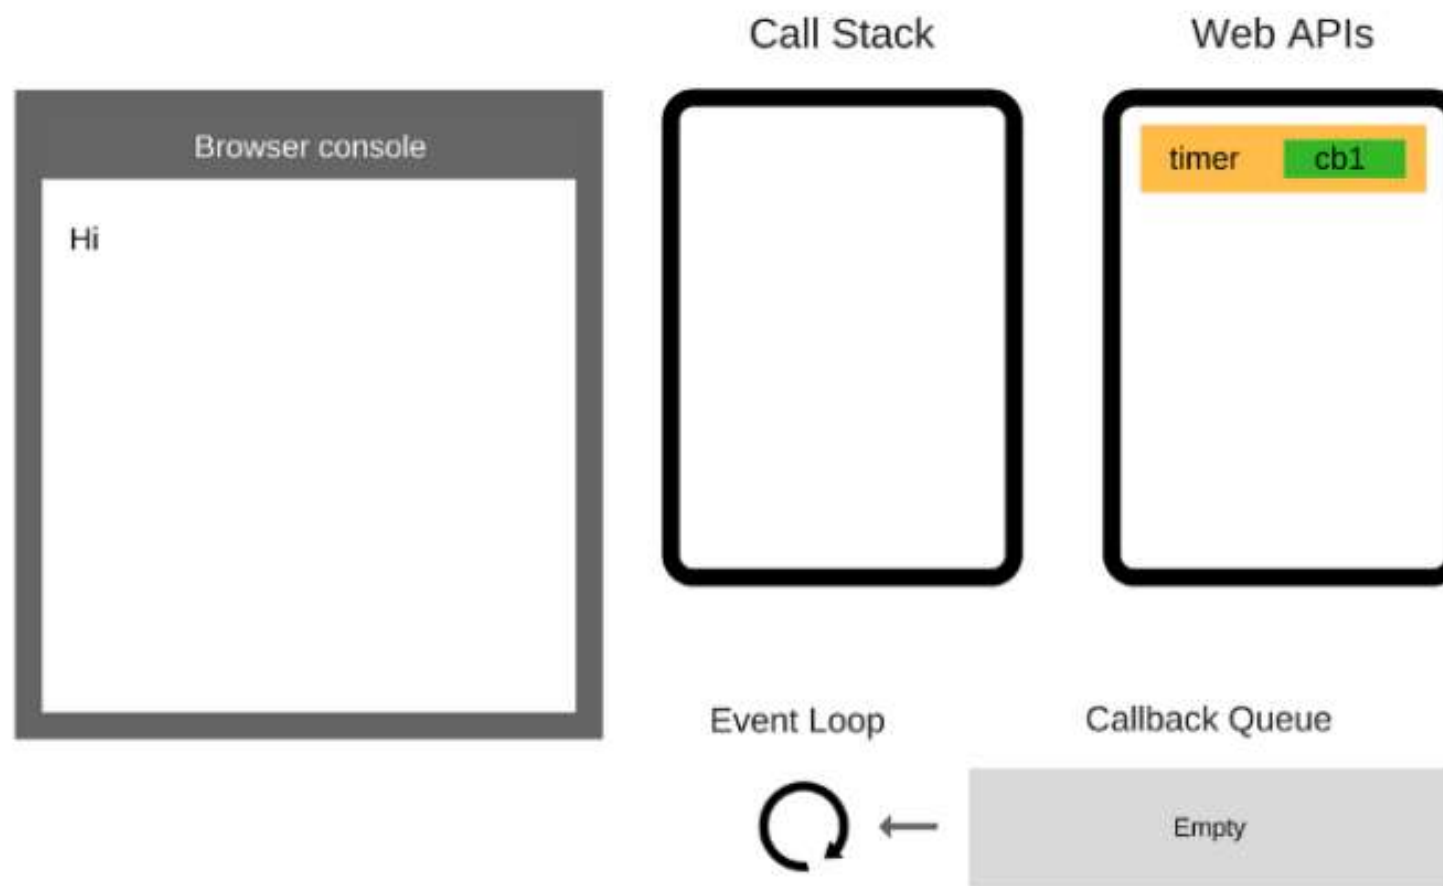 Call Stack
Web APIs
Browser console
timer
cb1
Hi
Event Loop
Callback Queue
Empty